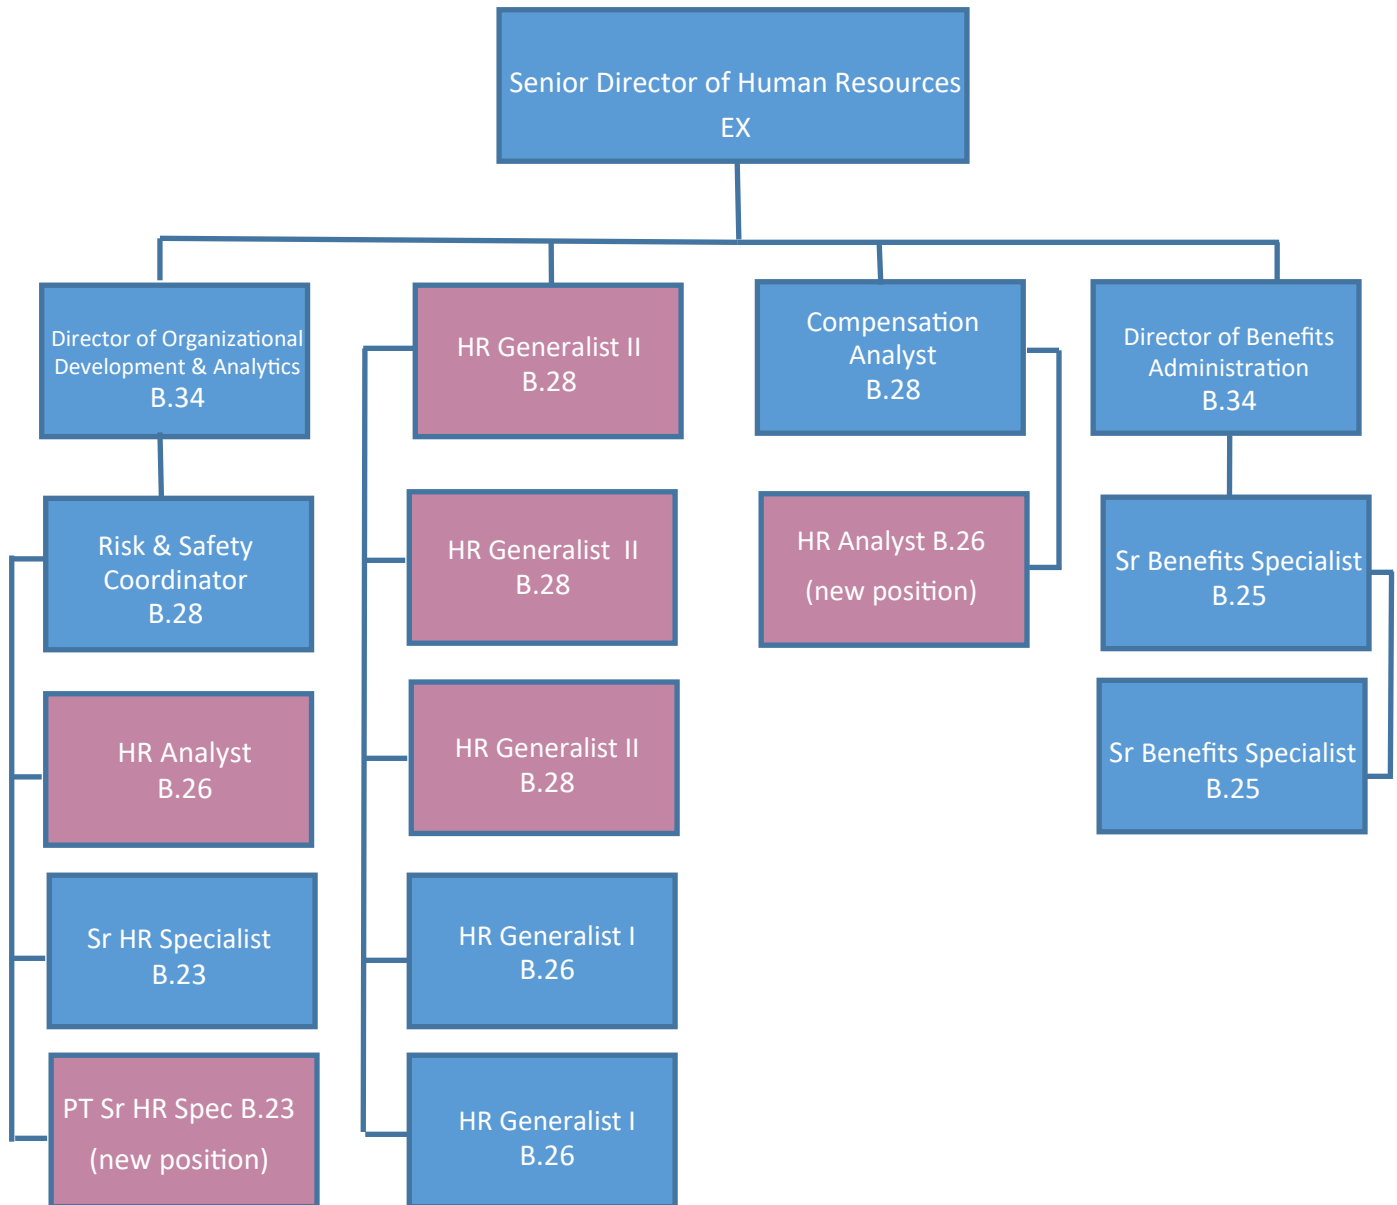 Senior Director of Human Resources
EX
Director of Organizational
Development & Analytics
B.34
HR Generalist II
B.28
Compensation
Analyst
B.28
Director of Benefits
Administration
B.34
Risk & Safety
Coordinator
B.28
HR Generalist  II
B.28
HR Analyst B.26
(new position)
Sr Benefits Specialist
B.25
HR Analyst
B.26
HR Generalist II
B.28
Sr Benefits Specialist
B.25
Sr HR Specialist
B.23
HR Generalist I
B.26
PT Sr HR Spec B.23
(new position)
HR Generalist I
B.26